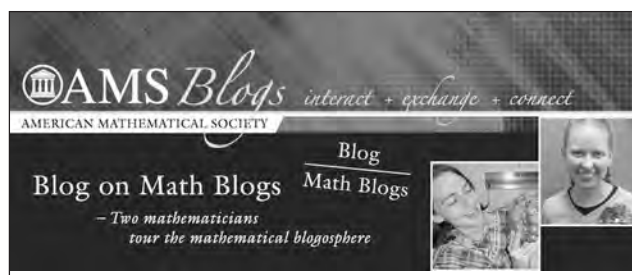 AMS Blogs interact + exchange + connect
AMERICAN MATHEMATICAL SOCIETY
Blog
Math Blogs
Blog on Math Blogs
– Two mathematicians
tour the mathematical blogosphere